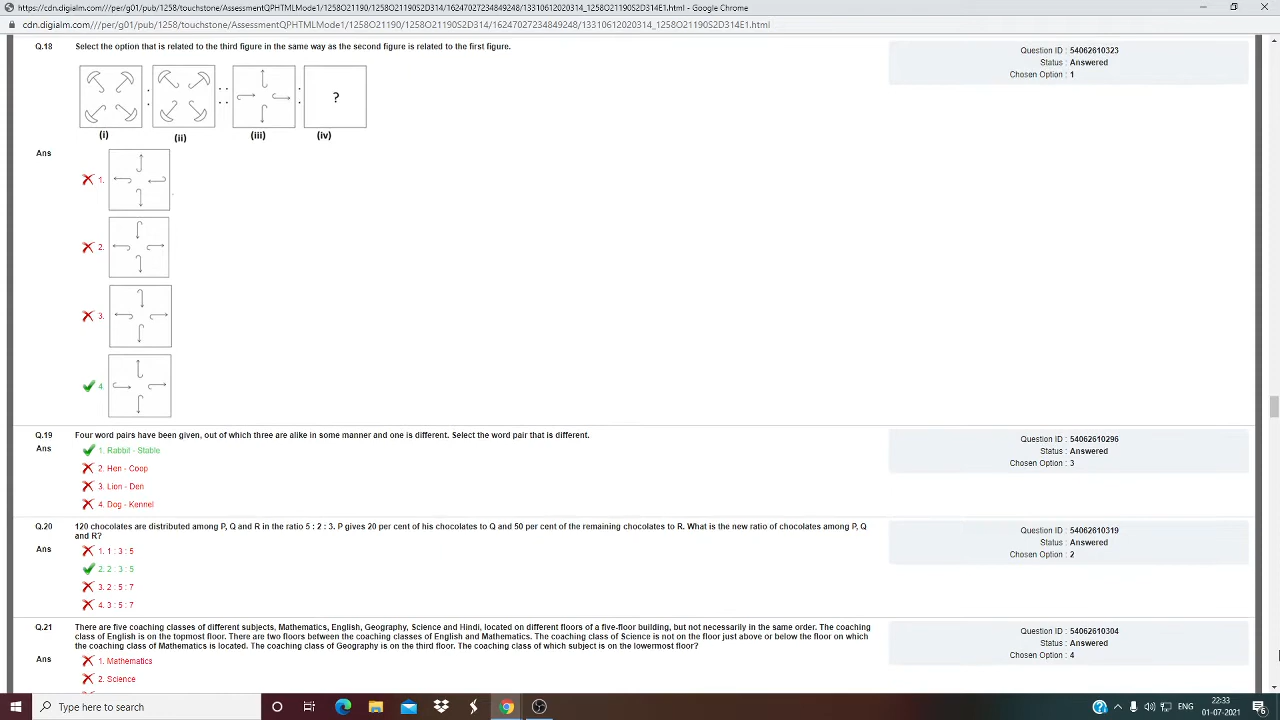 https://cdn.digialm.com///per/g01/pub/1258/touchstone/AssessmentQPHTMLMode1/1258O21190/1258O21190S2D314/16247027234849248/13310612020314_1258O21190S2D314E1.html - Google Chrome
cdn.digialm.com///per/g01/pub/1258/touchstone/AssessmentQPHTMLMode1/1258O21190/1258O21190S2D314/16247027234849248/13310612020314_1258O21190S2D314E1.html
Q.18 Select the option that is related to the third figure in the same way as the second figure is related to the first figure.
Question ID : 54062610323
Status : Answered
Chosen Option : 1
: :: : ?
(i) (ii) (iii) (iv)
Ans
1.
2.
3.
4.
Q.19 Four word pairs have been given, out of which three are alike in some manner and one is different. Select the word pair that is different.
Question ID : 54062610296
Status : Answered
Chosen Option : 3
Ans 1. Rabbit - Stable
2. Hen - Coop
3. Lion - Den
4. Dog - Kennel
Q.20 120 chocolates are distributed among P, Q and R in the ratio 5 : 2 : 3. P gives 20 per cent of his chocolates to Q and 50 per cent of the remaining chocolates to R. What is the new ratio of chocolates among P, Q
and R?
Question ID : 54062610319
Status : Answered
Chosen Option : 2
Ans 1. 1 : 3 : 5
2. 2 : 3 : 5
3. 2 : 5 : 7
4. 3 : 5 : 7
Q.21 There are five coaching classes of different subjects, Mathematics, English, Geography, Science and Hindi, located on different floors of a five-floor building, but not necessarily in the same order. The coaching
class of English is on the topmost floor. There are two floors between the coaching classes of English and Mathematics. The coaching class of Science is not on the floor just above or below the floor on which
the coaching class of Mathematics is located. The coaching class of Geography is on the third floor. The coaching class of which subject is on the lowermost floor?
Question ID : 54062610304
Status : Answered
Chosen Option : 4
Ans 1. Mathematics
2. Science
Type here to search
ENG
22:33
01-07-2021